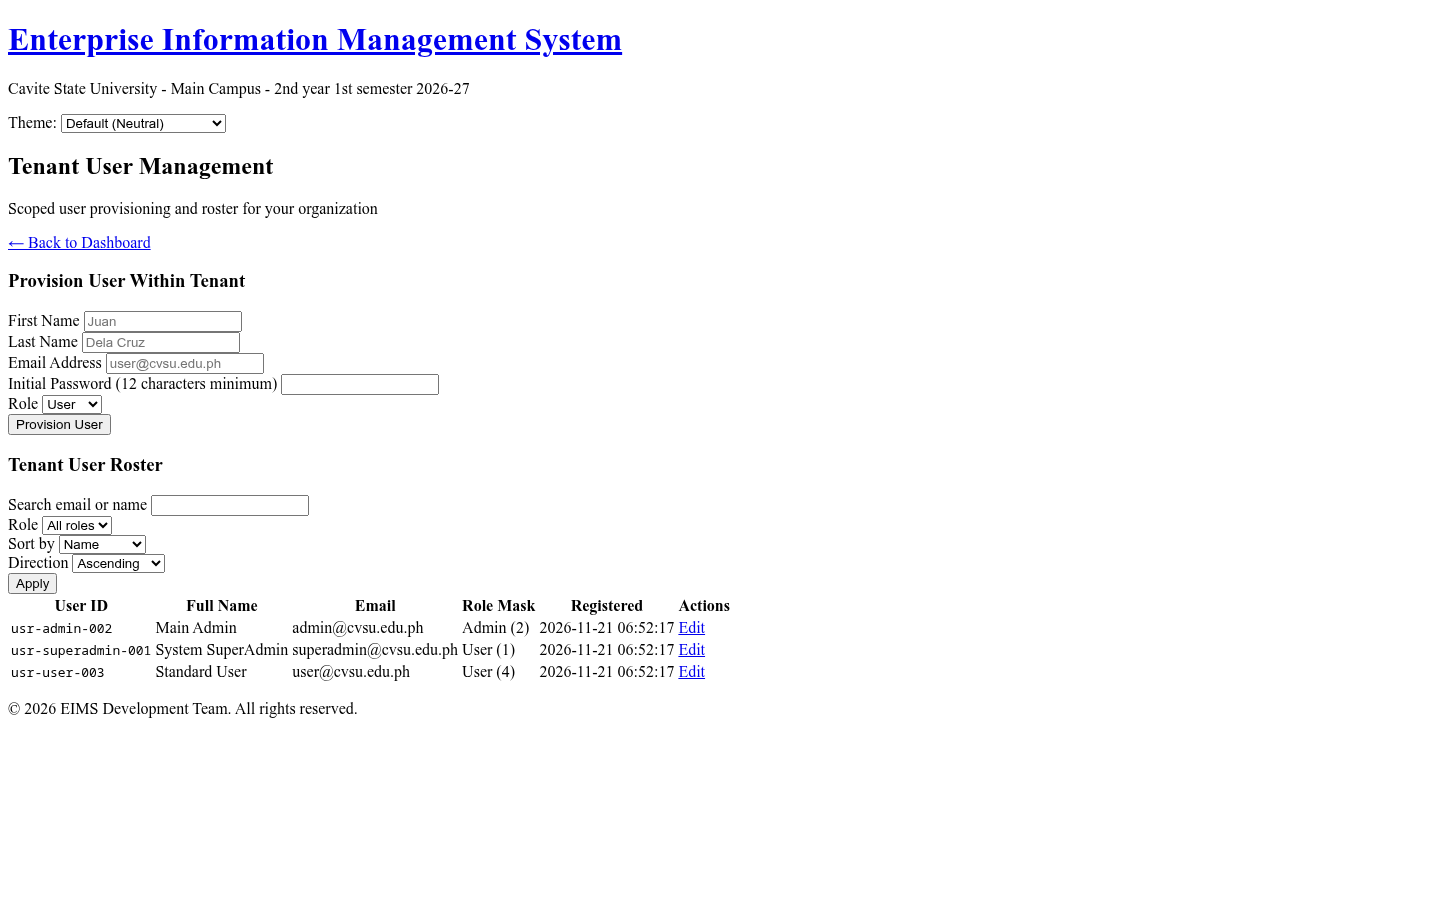 Enterprise Information Management System
Cavite State University - Main Campus - 2nd year 1st semester 2026-27
Theme: Default (Neutral)
Tenant User Management
Scoped user provisioning and roster for your organization
← Back to Dashboard
Provision User Within Tenant
First Name Juan
Last Name Dela Cruz
Email Address user@cvsu.edu.ph
Initial Password (12 characters minimum)
Role User
Provision User
Tenant User Roster
Search email or name
Role All roles
Sort by Name
Direction Ascending
Apply
User ID Full Name Email Role Mask Registered Actions
usr-admin-002 Main Admin admin@cvsu.edu.ph Admin (2) 2026-11-21 06:52:17 Edit
usr-superadmin-001 System SuperAdmin superadmin@cvsu.edu.ph User (1) 2026-11-21 06:52:17 Edit
usr-user-003 Standard User user@cvsu.edu.ph User (4) 2026-11-21 06:52:17 Edit
© 2026 EIMS Development Team. All rights reserved.